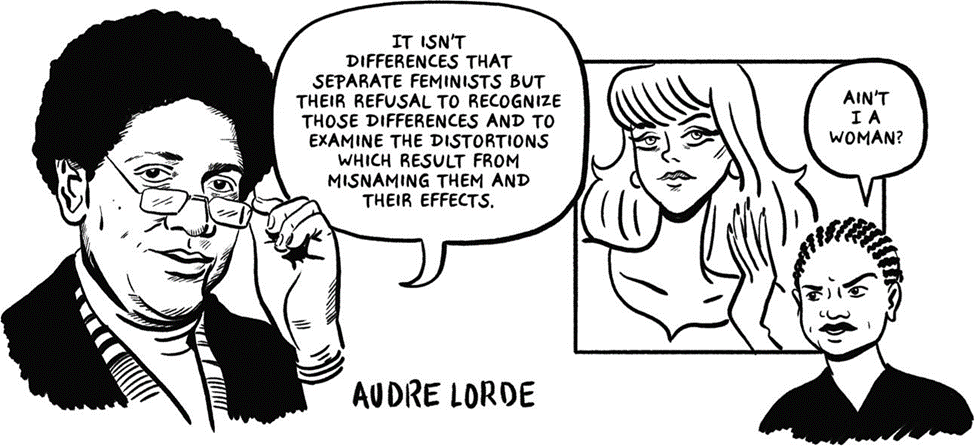 IT ISN'T
DIFFERENCES THAT
SEPARATE FEMINISTS BUT
THEIR REFUSAL TO RECOGNIZE
THOSE DIFFERENCES AND TO
EXAMINE THE DISTORTIONS
WHICH RESULT FROM
MISNAMING THEM AND
THEIR EFFECTS.
AUDRE LORDE
AIN'T
I A
WOMAN?